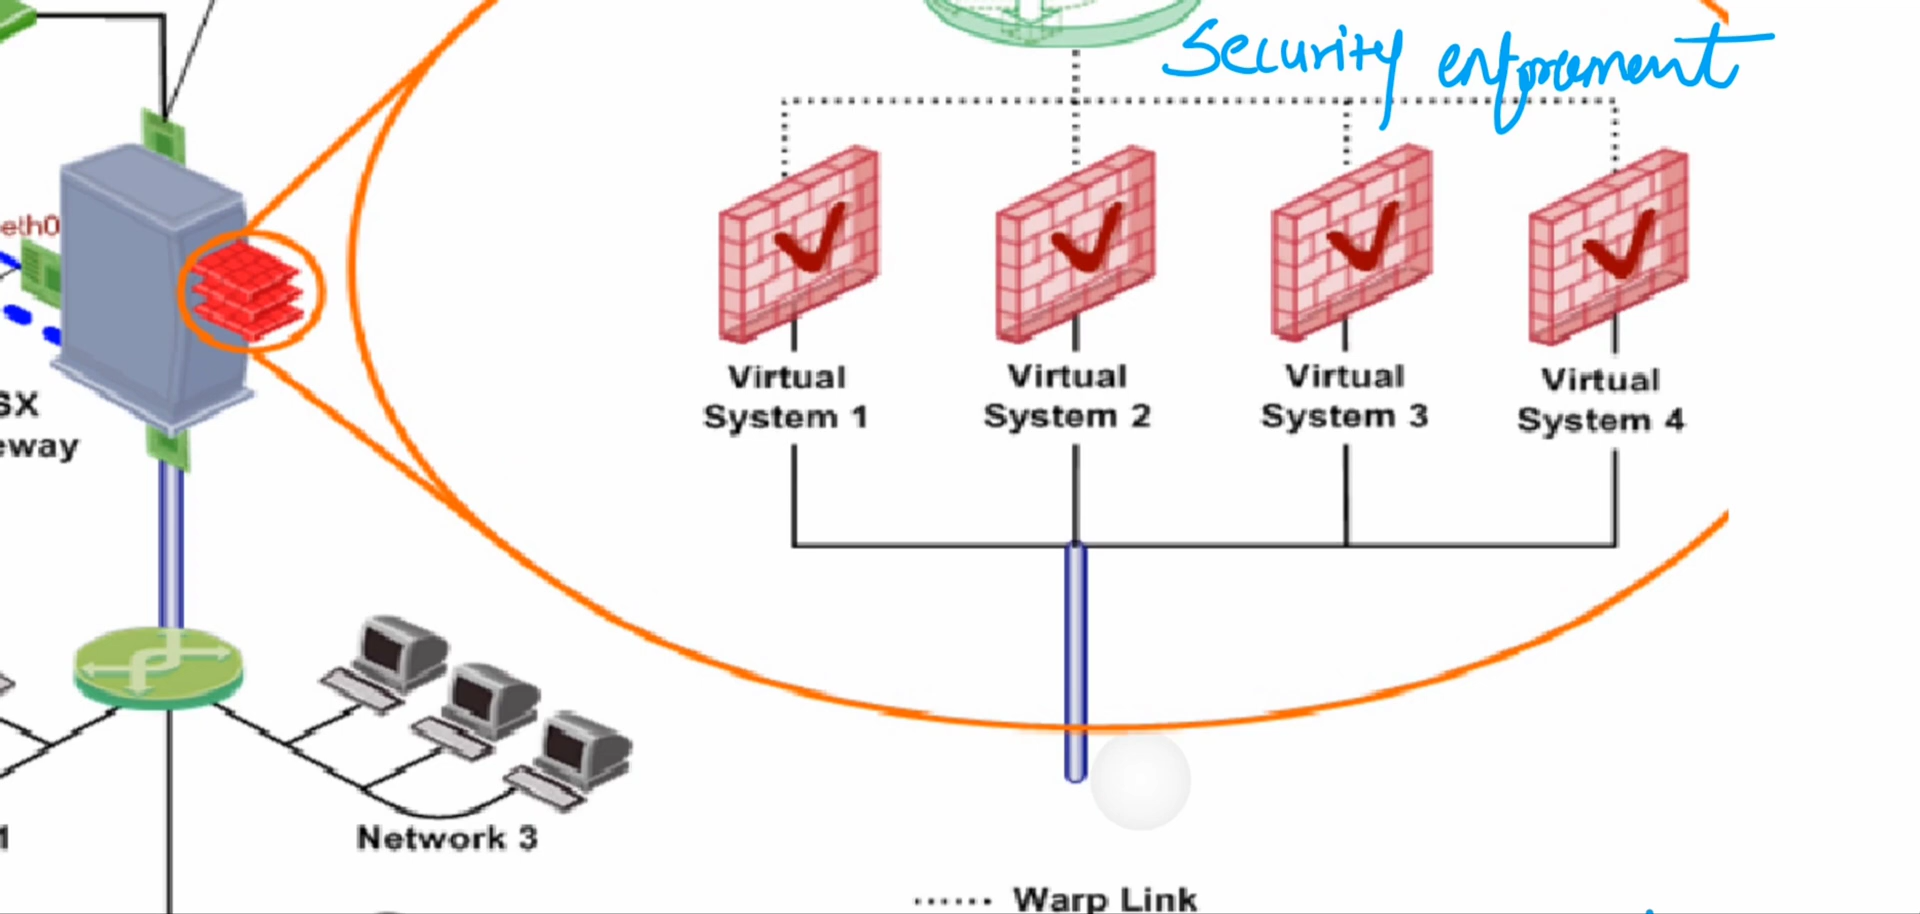 Security enforcement
eth0
Virtual System 1
Virtual System 2
Virtual System 3
Virtual System 4
SX
eway
Network 3
1
Warp Link